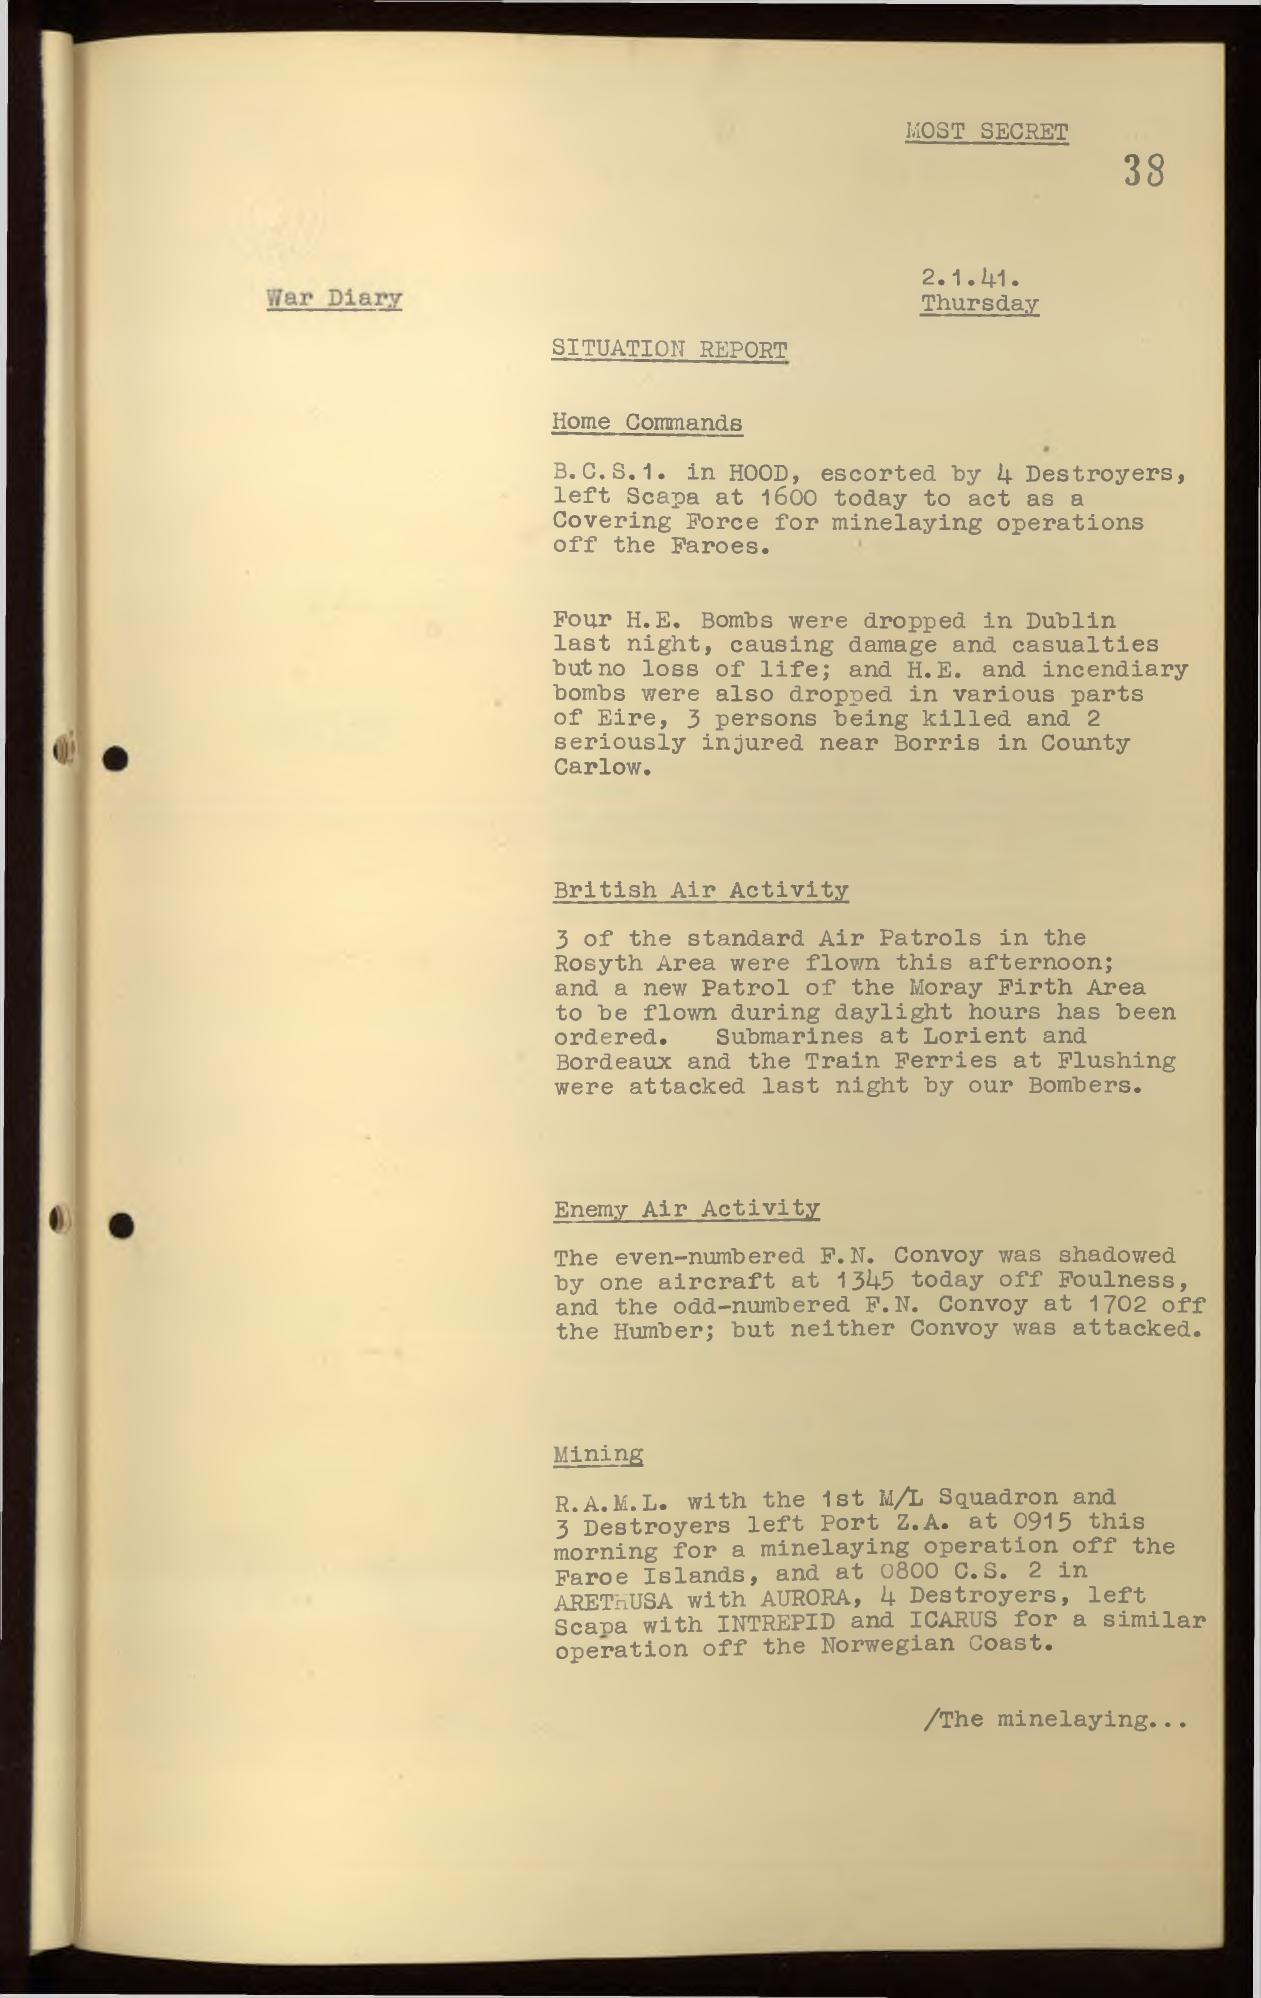 MOST SECRET
38
2.1.41.
War Diary
Thursday
SITUATION REPORT
Home Commands
B.C.S.1. in HOOD, escorted by 4 Destroyers,
left Scapa at 1600 today to act as a
Covering Force for minelaying operations
off the Faroes.
Four H.E. Bombs were dropped in Dublin
last night, causing damage and casualties
but no loss of life; and H.E. and incendiary
bombs were also dropped in various parts
of Eire, 3 persons being killed and 2
seriously injured near Borris in County
Carlow.
British Air Activity
3 of the standard Air Patrols in the
Rosyth Area were flown this afternoon;
and a new Patrol of the Moray Firth Area
to be flown during daylight hours has been
ordered. Submarines at Lorient and
Bordeaux and the Train Ferries at Flushing
were attacked last night by our Bombers.
Enemy Air Activity
The even-numbered F.N. Convoy was shadowed
by one aircraft at 1345 today off Foulness,
and the odd-numbered F.N. Convoy at 1702 off
the Humber; but neither Convoy was attacked.
Mining
R.A.M.L. with the 1st M/L Squadron and
3 Destroyers left Port Z.A. at 0915 this
morning for a minelaying operation off the
Faroe Islands, and at 0800 C.S. 2 in
ARETHUSA with AURORA, 4 Destroyers, left
Scapa with INTREPID and ICARUS for a similar
operation off the Norwegian Coast.
/The minelaying...